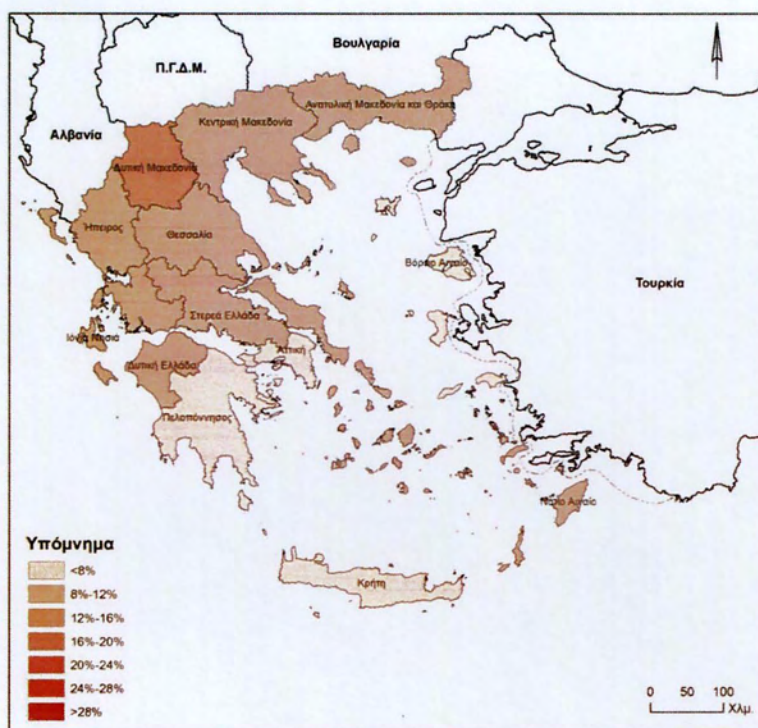 Βουλγαρία
Π.Γ.Δ.Μ.
Ανατολική Μακεδονία και Θράκη
Κεντρική Μακεδονία
Αλβανία
Δυτική Μακεδονία
Ήπειρος
Θεσσαλία
Βόρειο Αιγαίο
Τουρκία
Στερεά Ελλάδα
Ιόνια Νησιά
Αττική
Δυτική Ελλάδα
Πελοπόννησος
Νότιο Αιγαίο
Κρήτη
Υπόμνημα
<8%
8%-12%
12%-16%
16%-20%
20%-24%
24%-28%
>28%
0 50 100
Χλμ.